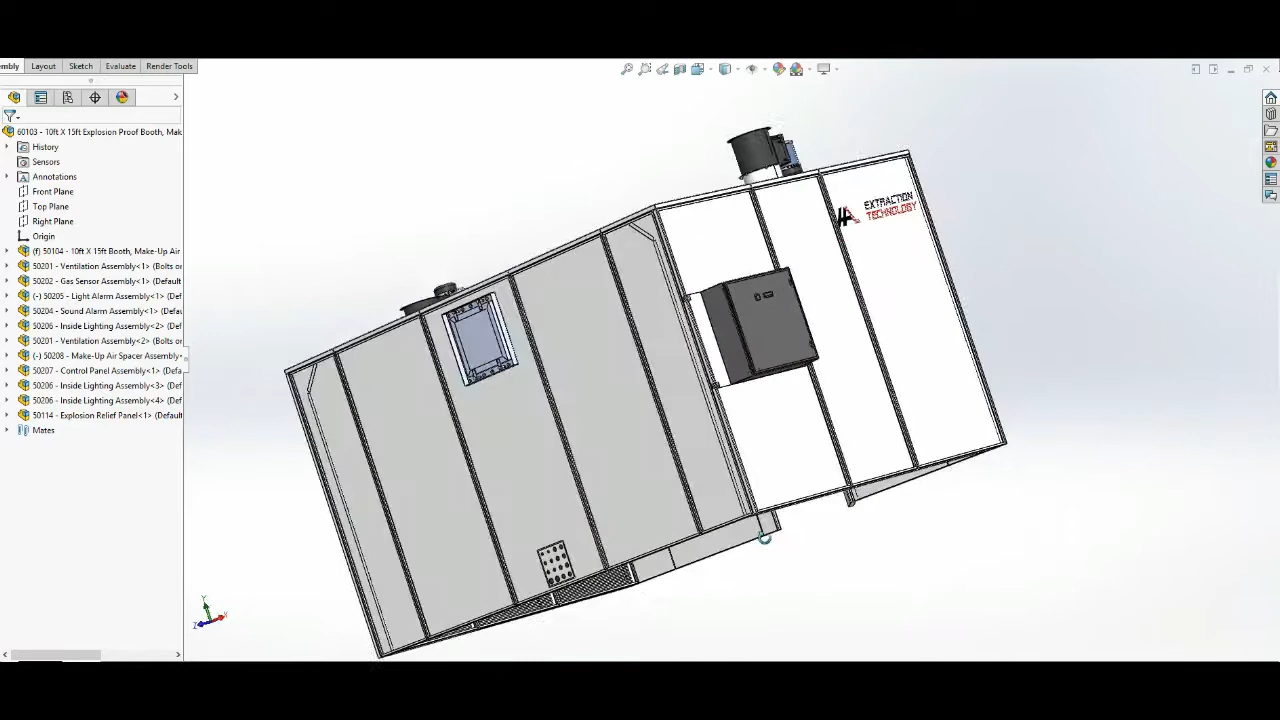 mbly Layout Sketch Evaluate Render Tools
60103 - 10ft X 15ft Explosion Proof Booth, Mak
History
Sensors
Annotations
Front Plane
Top Plane
Right Plane
Origin
(f) 50104 - 10ft X 15ft Booth, Make-Up Air
50201 - Ventilation Assembly<1> (Bolts or
50202 - Gas Sensor Assembly<1> (Default
(-) 50205 - Light Alarm Assembly<1> (Def
50204 - Sound Alarm Assembly<1> (Defa
50206 - Inside Lighting Assembly<2> (Def
50201 - Ventilation Assembly<2> (Bolts or
(-) 50208 - Make-Up Air Spacer Assembly<
50207 - Control Panel Assembly<1> (Defa
50206 - Inside Lighting Assembly<3> (Def
50206 - Inside Lighting Assembly<4> (Def
50114 - Explosion Relief Panel<1> (Default
Mates
EXTRACTION
TECHNOLOGY
Y
X
Z